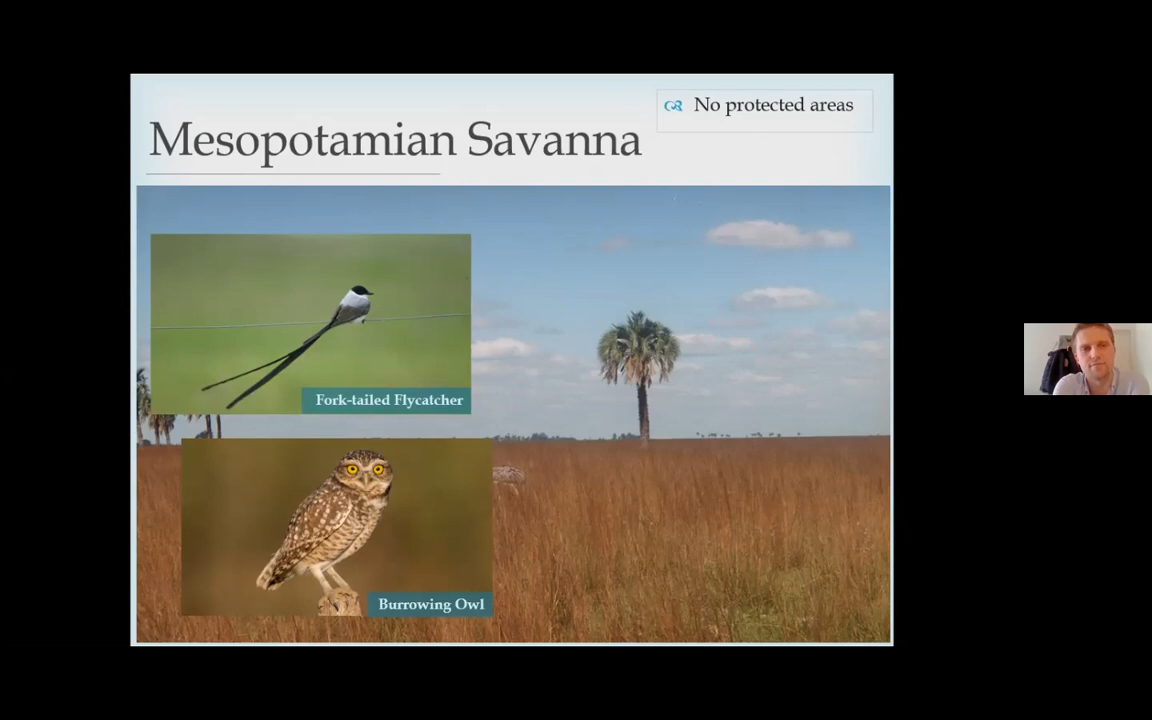 No protected areas
Mesopotamian Savanna
Fork-tailed Flycatcher
Burrowing Owl